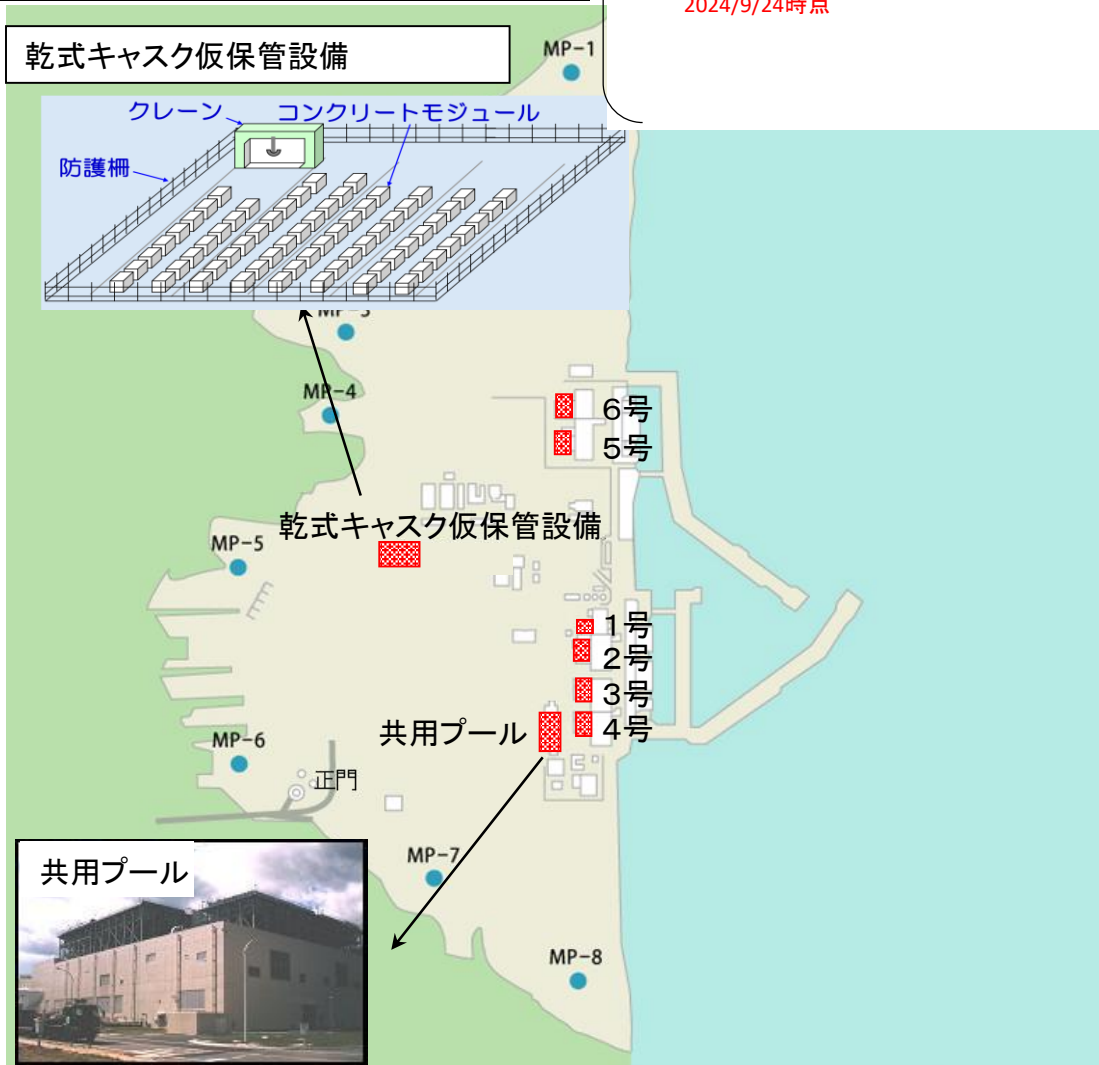 2024/9/24時点
乾式キャスク仮保管設備
MP-1
クレーン
コンクリートモジュール
防護柵
MP-3
MP-4
6号
5号
乾式キャスク仮保管設備
MP-5
1号
2号
3号
4号
共用プール
MP-6
正門
共用プール
MP-7
MP-8